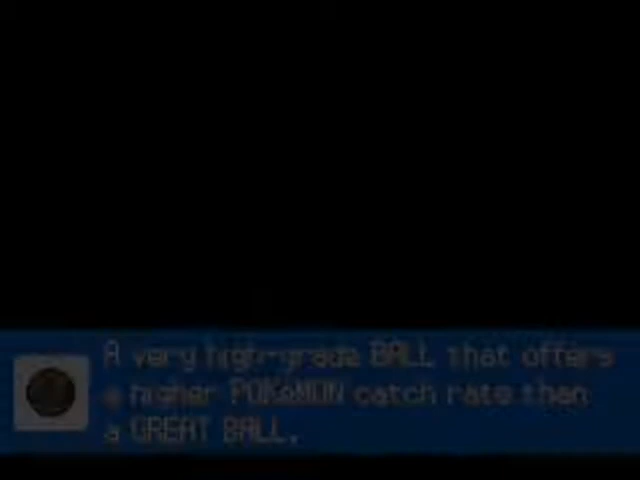 A very high-grade BALL that offers
a higher POKéMON catch rate than
a GREAT BALL.